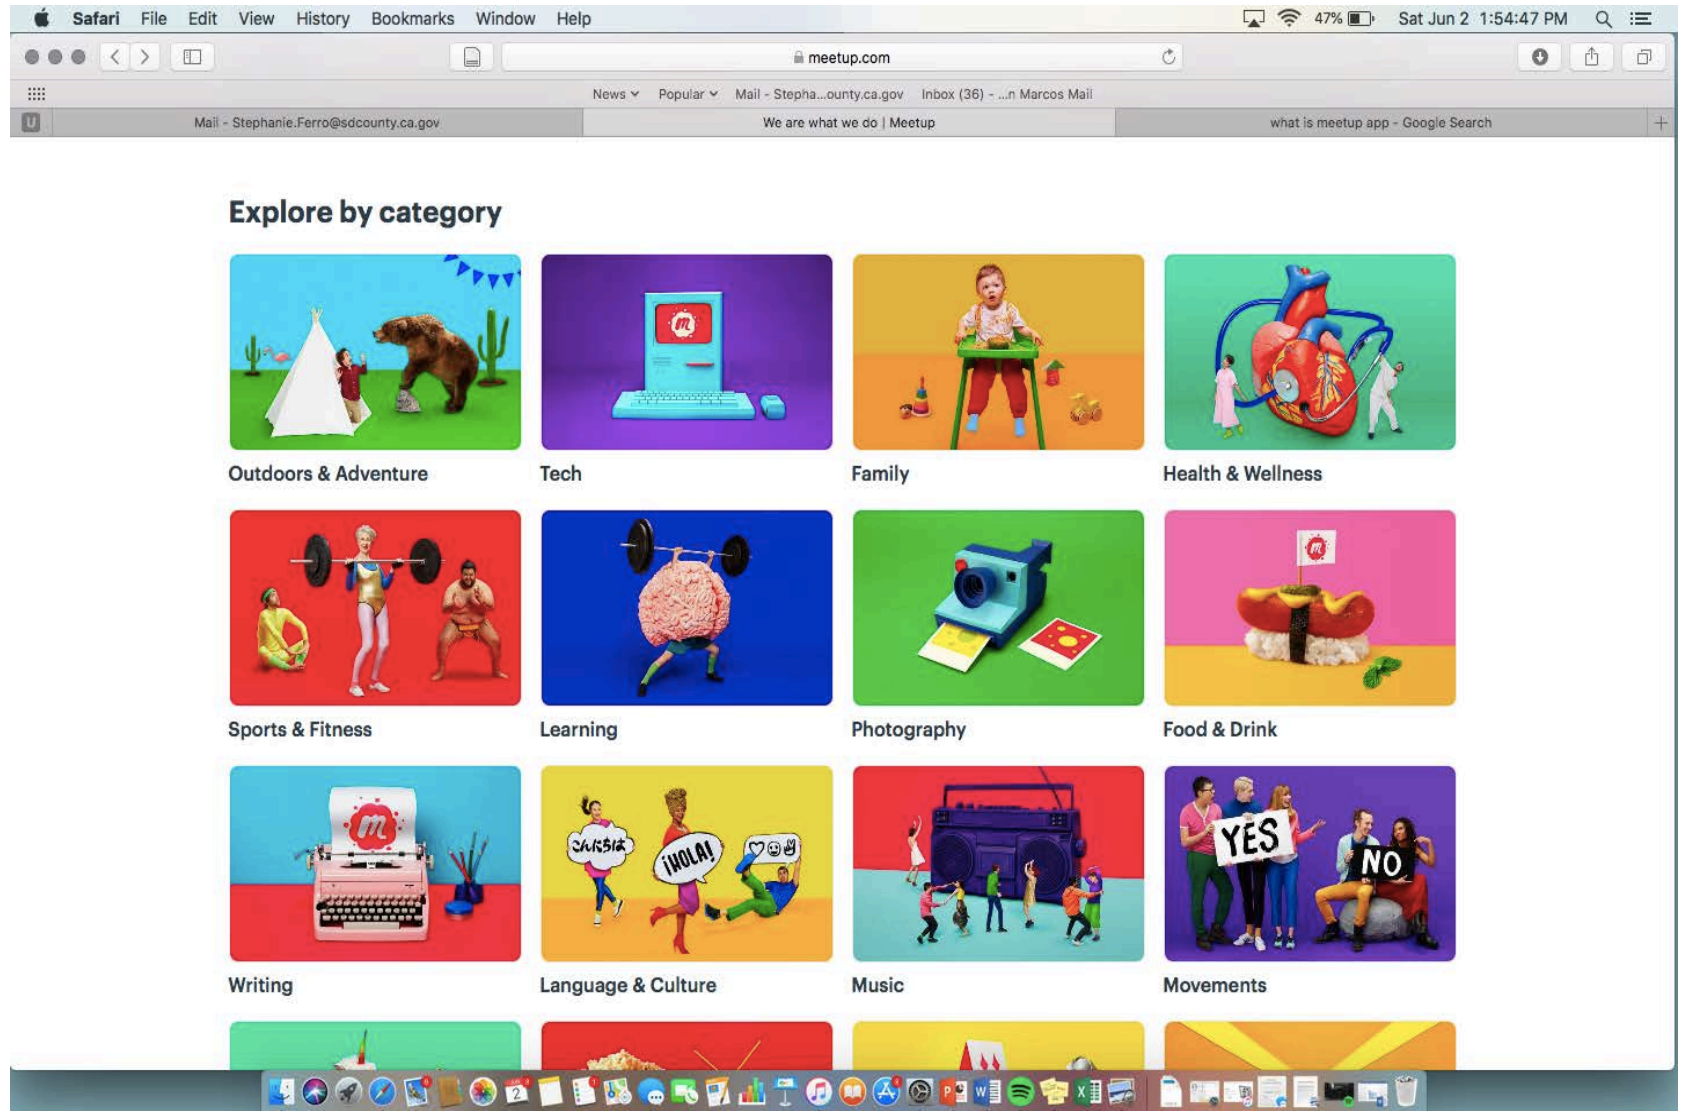 Safari File Edit View History Bookmarks Window Help 47% Sat Jun 2 1:54:47 PM
meetup.com
News Popular Mail - Stepha...ounty.ca.gov Inbox (36) - ...n Marcos Mail
U Mail - Stephanie.Ferro@sdcounty.ca.gov We are what we do | Meetup what is meetup app - Google Search
Explore by category
m
Outdoors & Adventure Tech Family Health & Wellness
m
Sports & Fitness Learning Photography Food & Drink
m
こんにちは ¡HOLA! YES NO
Writing Language & Culture Music Movements
2 P W X